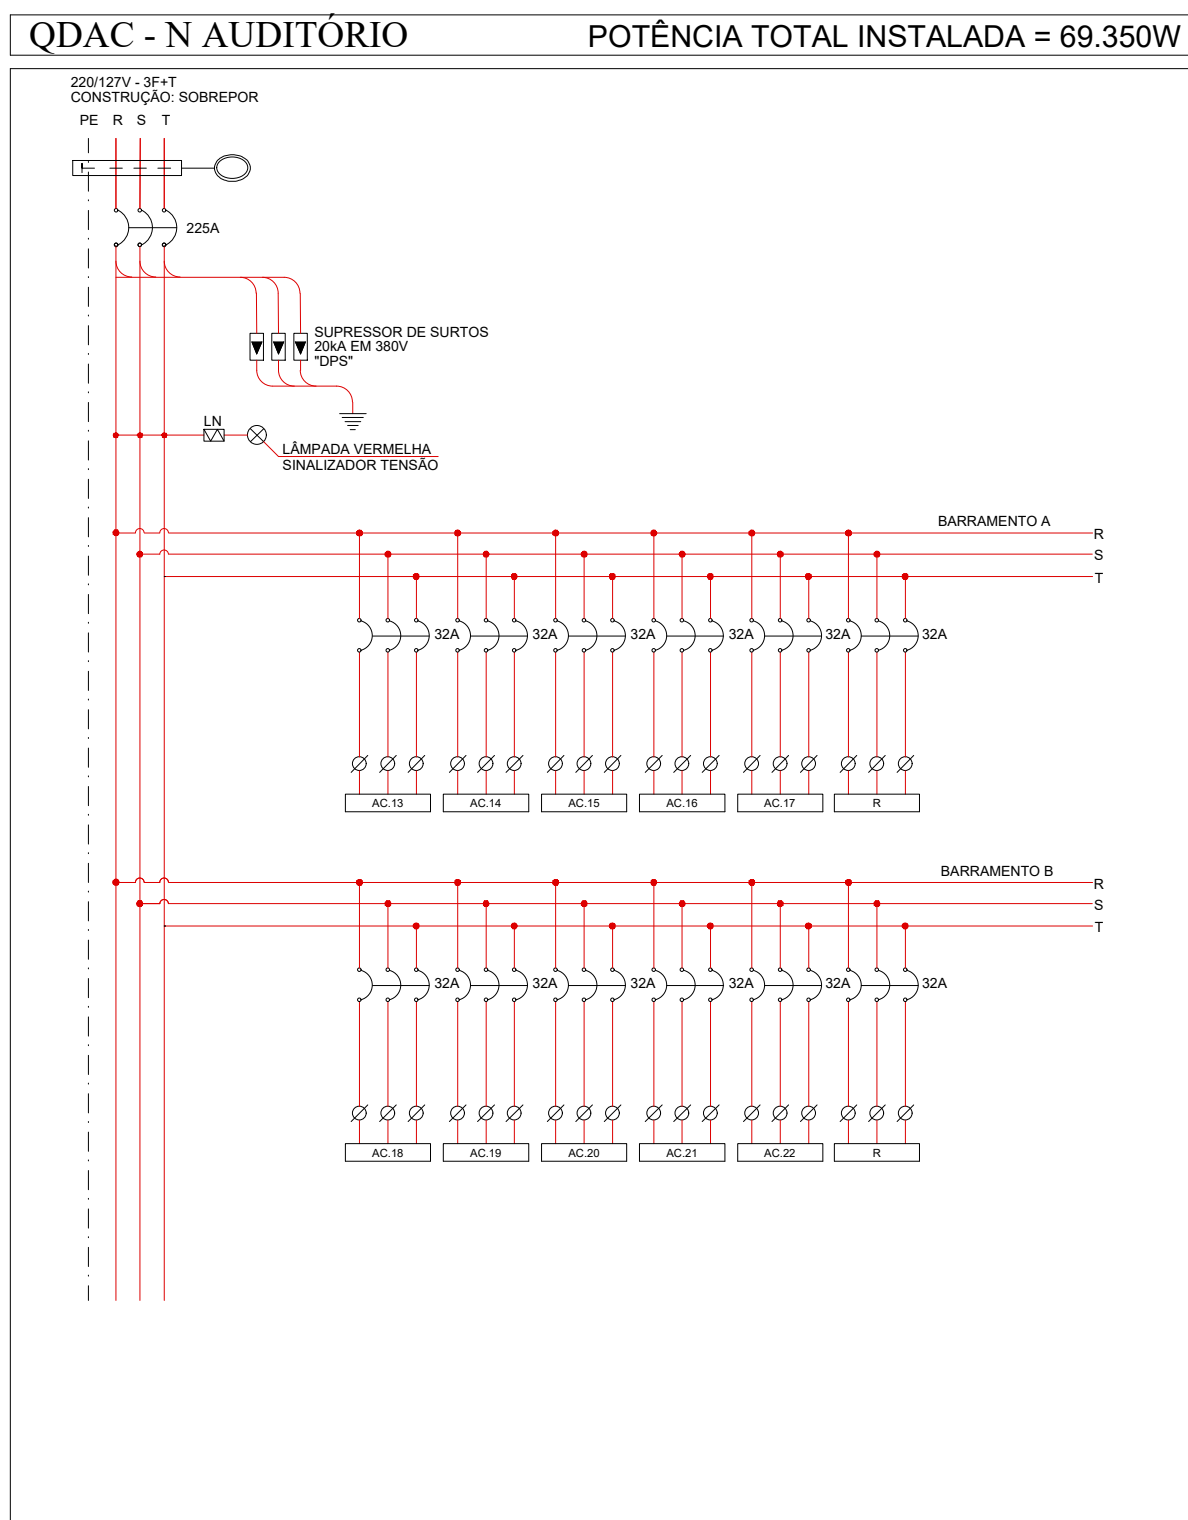 QDAC - N AUDITÓRIO
POTÊNCIA TOTAL INSTALADA = 69.350W
220/127V - 3F+T
CONSTRUÇÃO: SOBREPOR
PE R S T
225A
SUPRESSOR DE SURTOS
20kA EM 380V
"DPS"
LN
LÂMPADA VERMELHA
SINALIZADOR TENSÃO
BARRAMENTO A
R
S
T
32A 32A 32A 32A 32A 32A
AC.13 AC.14 AC.15 AC.16 AC.17 R
BARRAMENTO B
R
S
T
32A 32A 32A 32A 32A 32A
AC.18 AC.19 AC.20 AC.21 AC.22 R